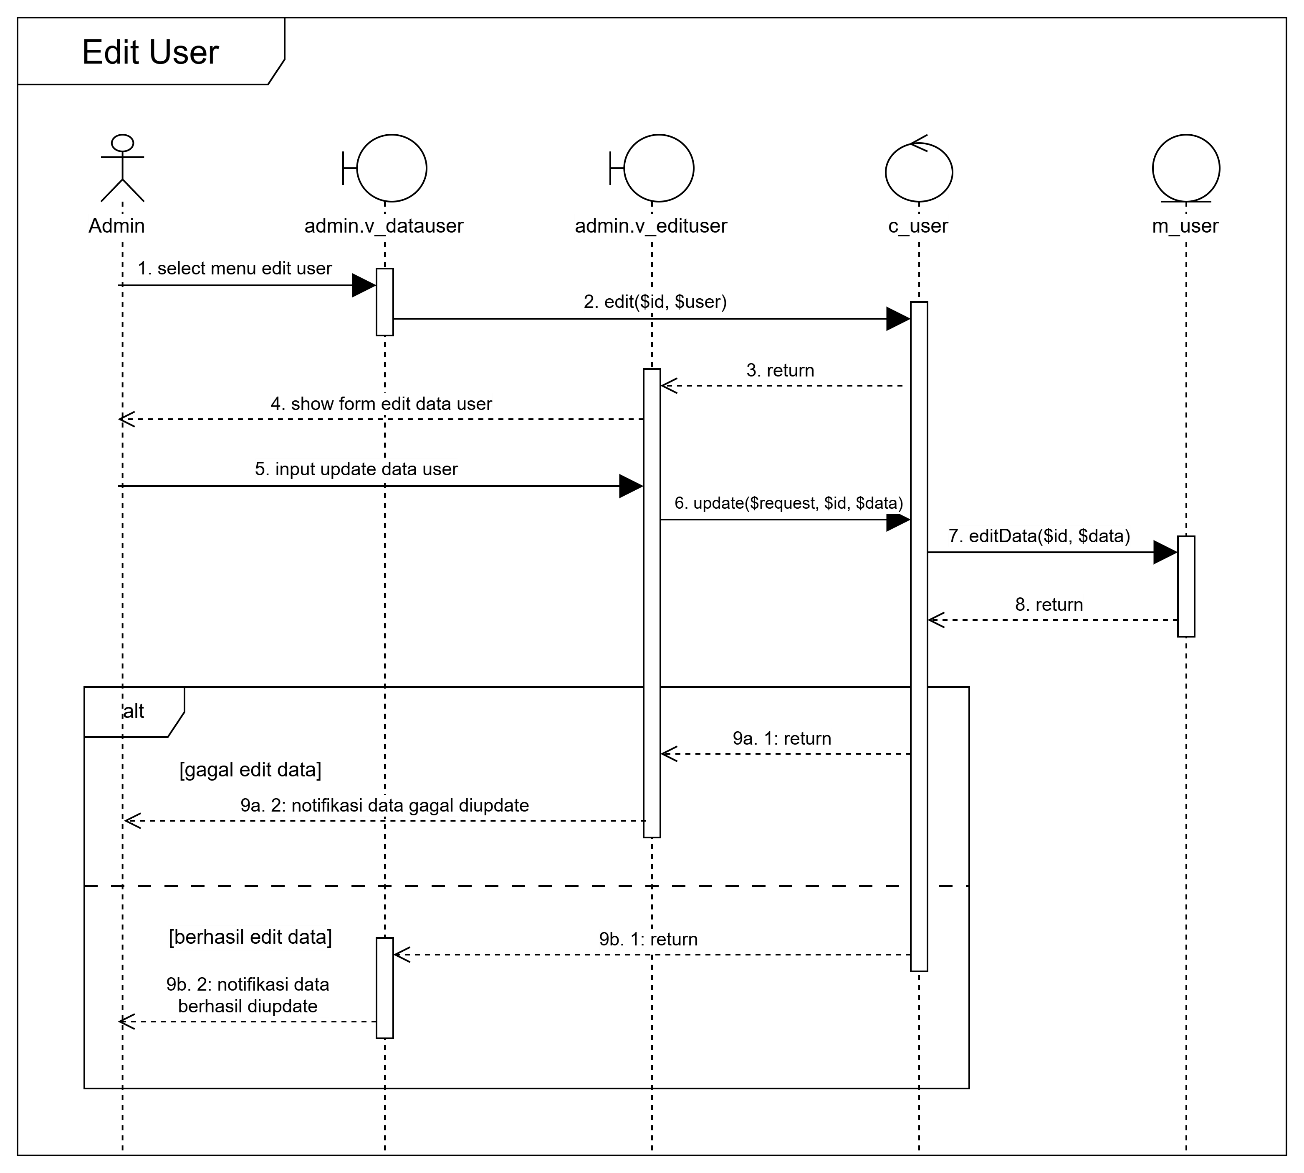 Edit User
Admin
admin.v_datauser
admin.v_edituser
c_user
m_user
1. select menu edit user
2. edit($id, $user)
3. return
4. show form edit data user
5. input update data user
6. update($request, $id, $data)
7. editData($id, $data)
8. return
alt
9a. 1: return
[gagal edit data]
9a. 2: notifikasi data gagal diupdate
[berhasil edit data]
9b. 1: return
9b. 2: notifikasi data
berhasil diupdate